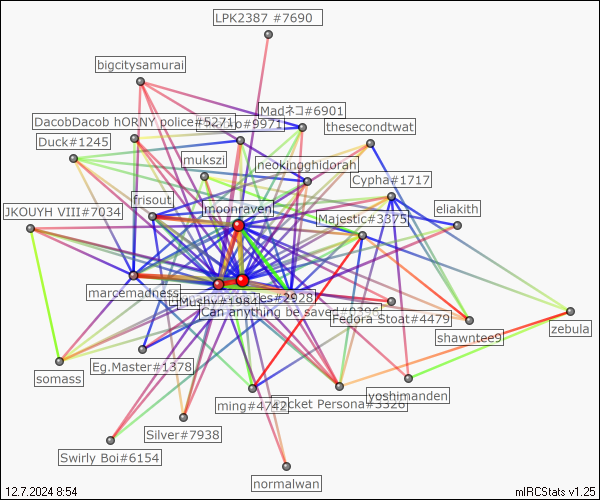 LPK2387 #7690
bigcitysamurai
Madネコ#6901
DacobDacob hORNY police#5271
#9971
thesecondtwat
Duck#1245
mukszi
neokingghidorah
Cypha#1717
frisout
JKOUYH VIII#7034
moonraven
Majestic#3375
eliakith
marcemadness
Mushy#1984
es#2928
Can anything be saved
Fedora Stoat#4479
zebula
shawntee9
Eg.Master#1378
somass
yoshimanden
ming#4742
cket Persona#3326
Silver#7938
Swirly Boi#6154
normalwan
12.7.2024 8:54
mIRCStats v1.25